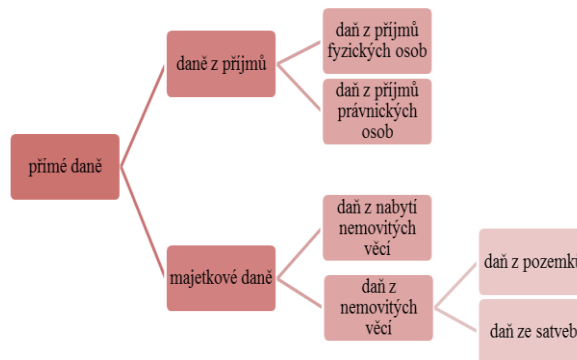 přímé daně
daně z příjmů
daň z příjmů
fyzických osob
daň z příjmů
právnických
osob
majetkové daně
daň z nabytí
nemovitých
věcí
daň z
nemovitých
věcí
daň z pozemků
daň ze satveb